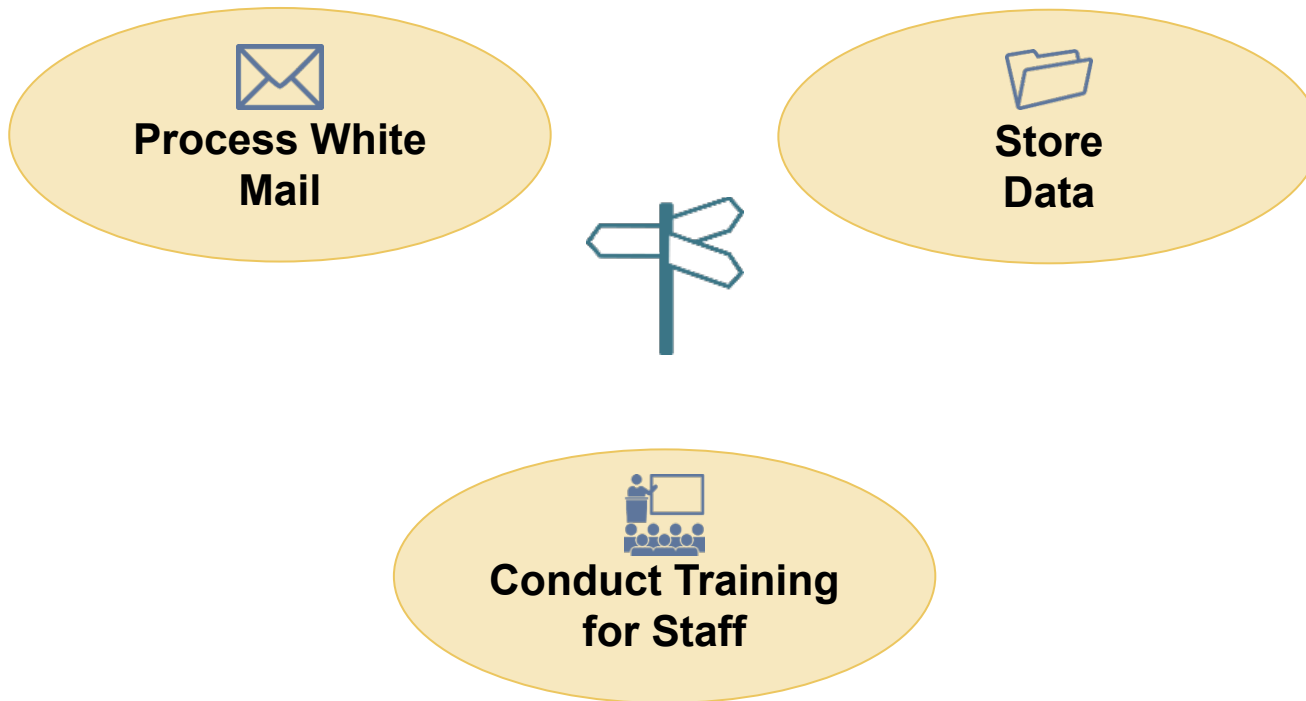 Process White
Mail
Store
Data
Conduct Training
for Staff